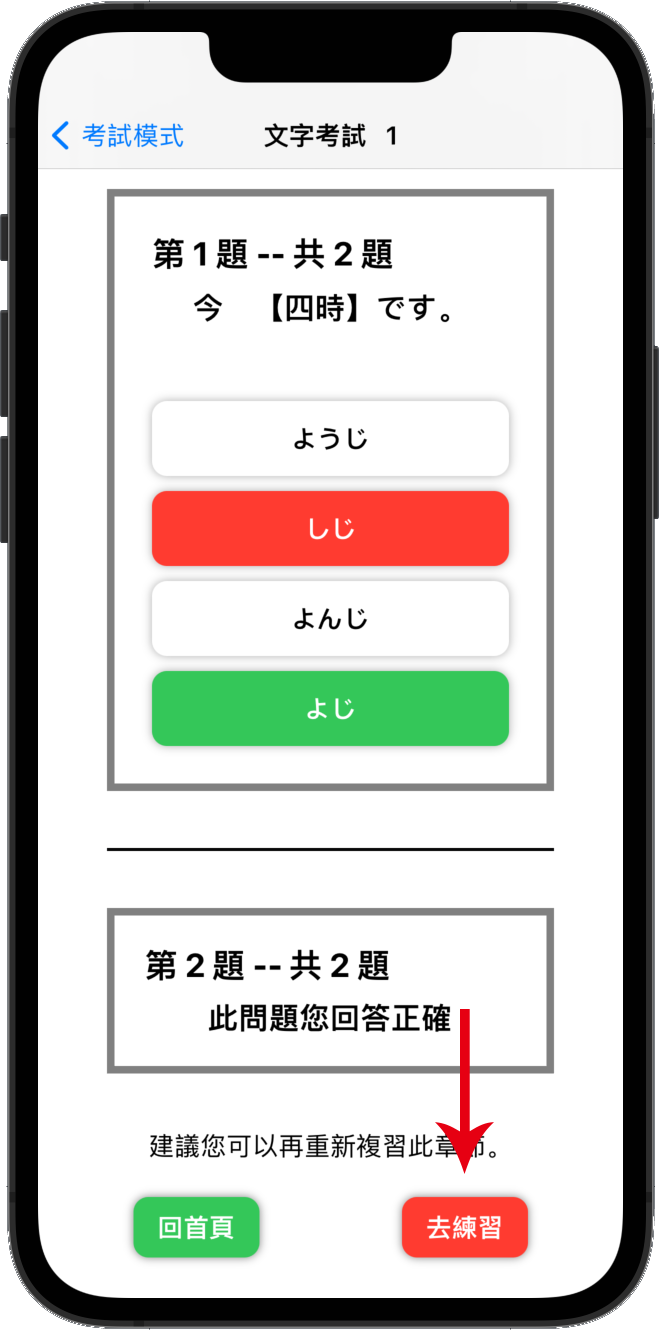 考試模式 文字考試 1
第 1 題 -- 共 2 題
今　【四時】です。
ようじ
しじ
よんじ
よじ
第 2 題 -- 共 2 題
此問題您回答正確
建議您可以再重新複習此章節。
回首頁 去練習